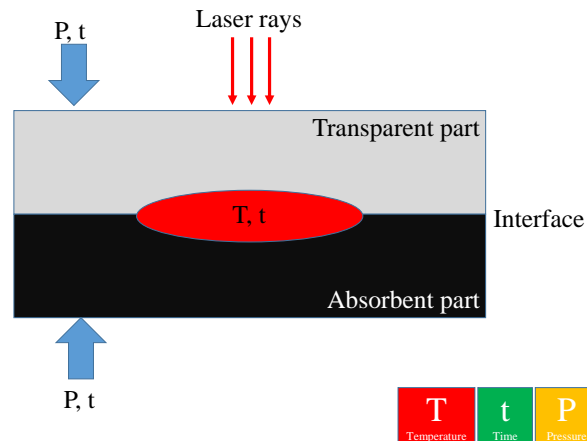 P, t
Laser rays
Transparent part
T, t
Interface
Absorbent part
P, t
T t P
Temperature Time Pressure